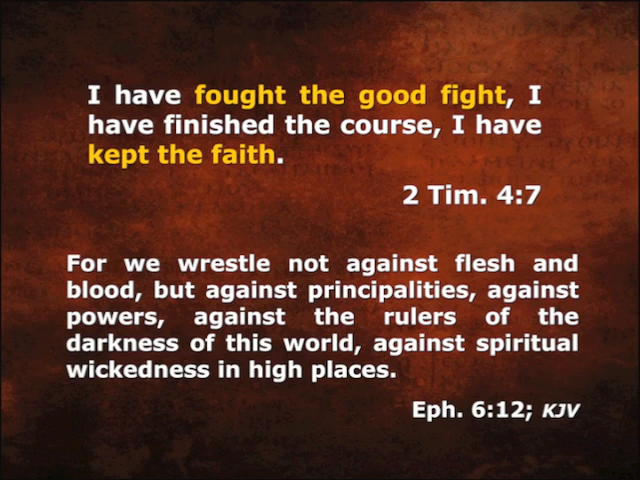 I have fought the good fight, I
have finished the course, I have
kept the faith.
2 Tim. 4:7
For we wrestle not against flesh and
blood, but against principalities, against
powers, against the rulers of the
darkness of this world, against spiritual
wickedness in high places.
Eph. 6:12; KJV